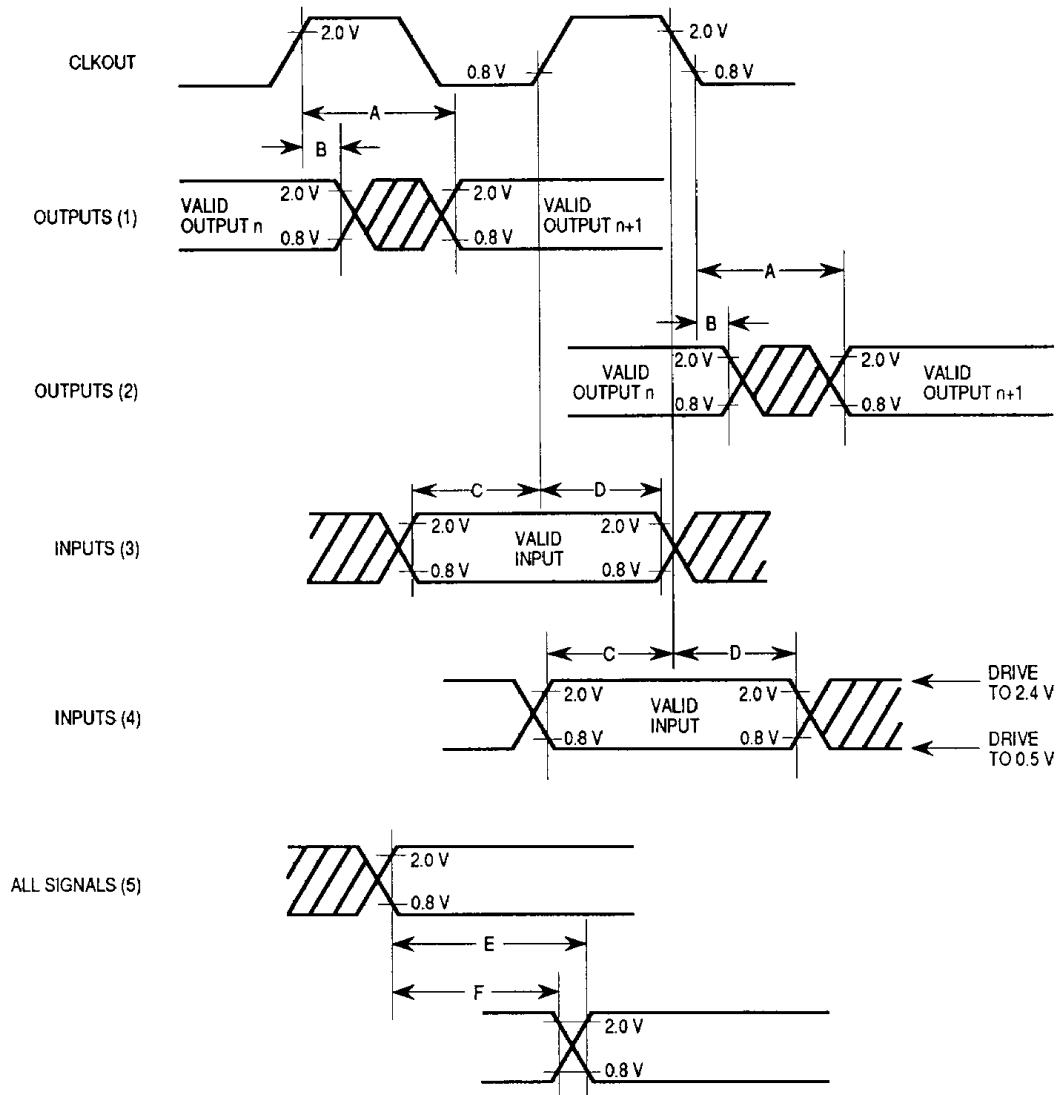 CLKOUT
2.0 V
0.8 V
2.0 V
0.8 V
A
B
OUTPUTS (1)
VALID
OUTPUT n
2.0 V
0.8 V
2.0 V
0.8 V
VALID
OUTPUT n+1
A
B
OUTPUTS (2)
VALID
OUTPUT n
2.0 V
0.8 V
2.0 V
0.8 V
VALID
OUTPUT n+1
C
D
INPUTS (3)
2.0 V
0.8 V
VALID
INPUT
2.0 V
0.8 V
C
D
INPUTS (4)
2.0 V
0.8 V
VALID
INPUT
2.0 V
0.8 V
DRIVE
TO 2.4 V
DRIVE
TO 0.5 V
ALL SIGNALS (5)
2.0 V
0.8 V
E
F
2.0 V
0.8 V